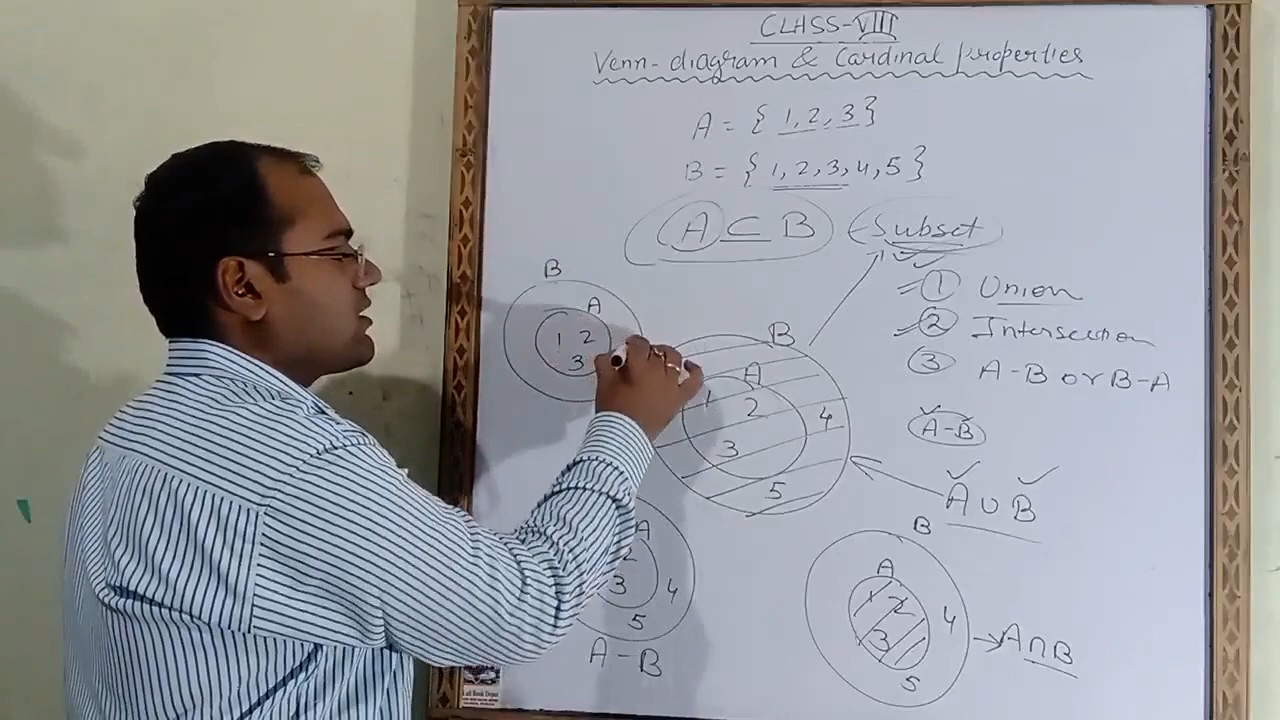 CLASS-VIII
Venn-diagram & Cardinal properties
A = { 1, 2, 3 }
B = { 1, 2, 3, 4, 5 }
A ⊂ B (Subset
1 Union
2 Intersection
3 A-B or B-A
A-B
A ∪ B
B
A
1 2
3
B
A
1 2
3
4
5
A
2
3
4
5
A-B
B
A
1 2
3
4
5
→A∩B